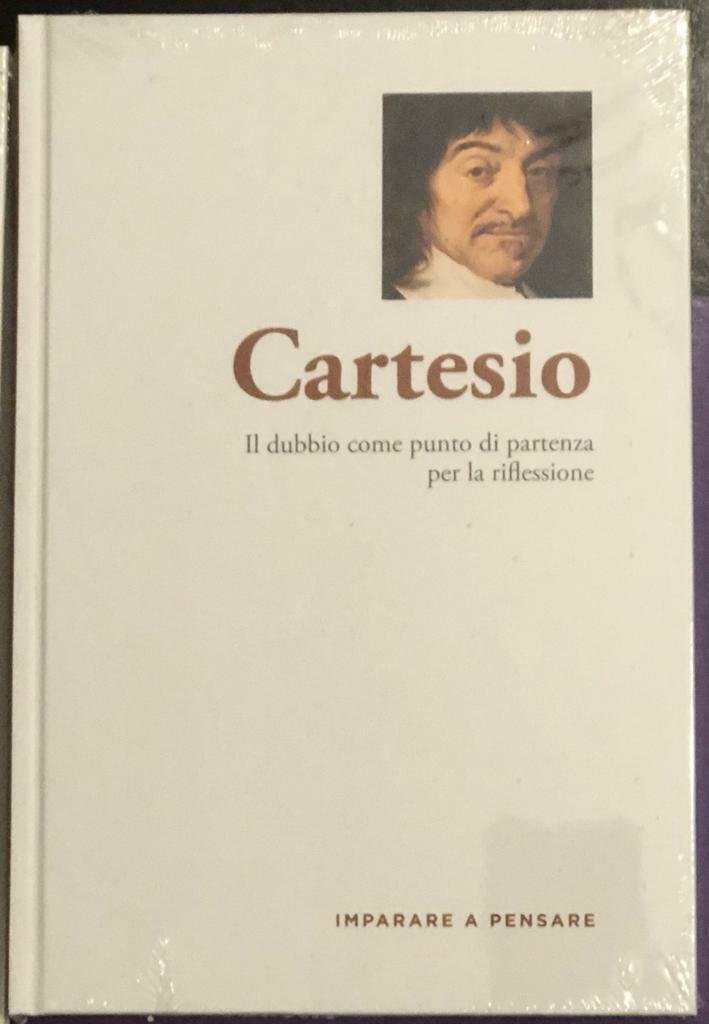 Cartesio
Il dubbio come punto di partenza
per la riflessione
IMPARARE A PENSARE